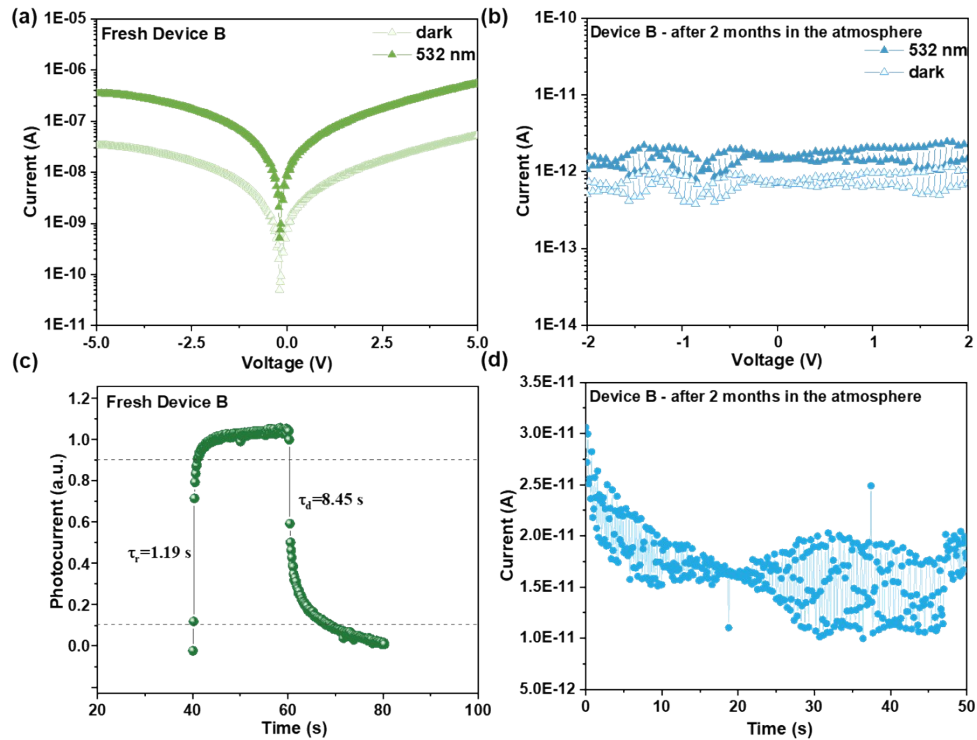 (a)
Fresh Device B
dark
532 nm
1E-05
1E-06
1E-07
1E-08
1E-09
1E-10
1E-11
Current (A)
-5.0
-2.5
0.0
2.5
5.0
Voltage (V)
(b)
Device B - after 2 months in the atmosphere
532 nm
dark
1E-10
1E-11
1E-12
1E-13
1E-14
Current (A)
-2
-1
0
1
2
Voltage (V)
(c)
Fresh Device B
1.2
1.0
0.8
0.6
0.4
0.2
0.0
Photocurrent (a.u.)
τr=1.19 s
τd=8.45 s
20
40
60
80
100
Time (s)
(d)
Device B - after 2 months in the atmosphere
3.5E-11
3.0E-11
2.5E-11
2.0E-11
1.5E-11
1.0E-11
5.0E-12
Current (A)
0
10
20
30
40
50
Time (s)